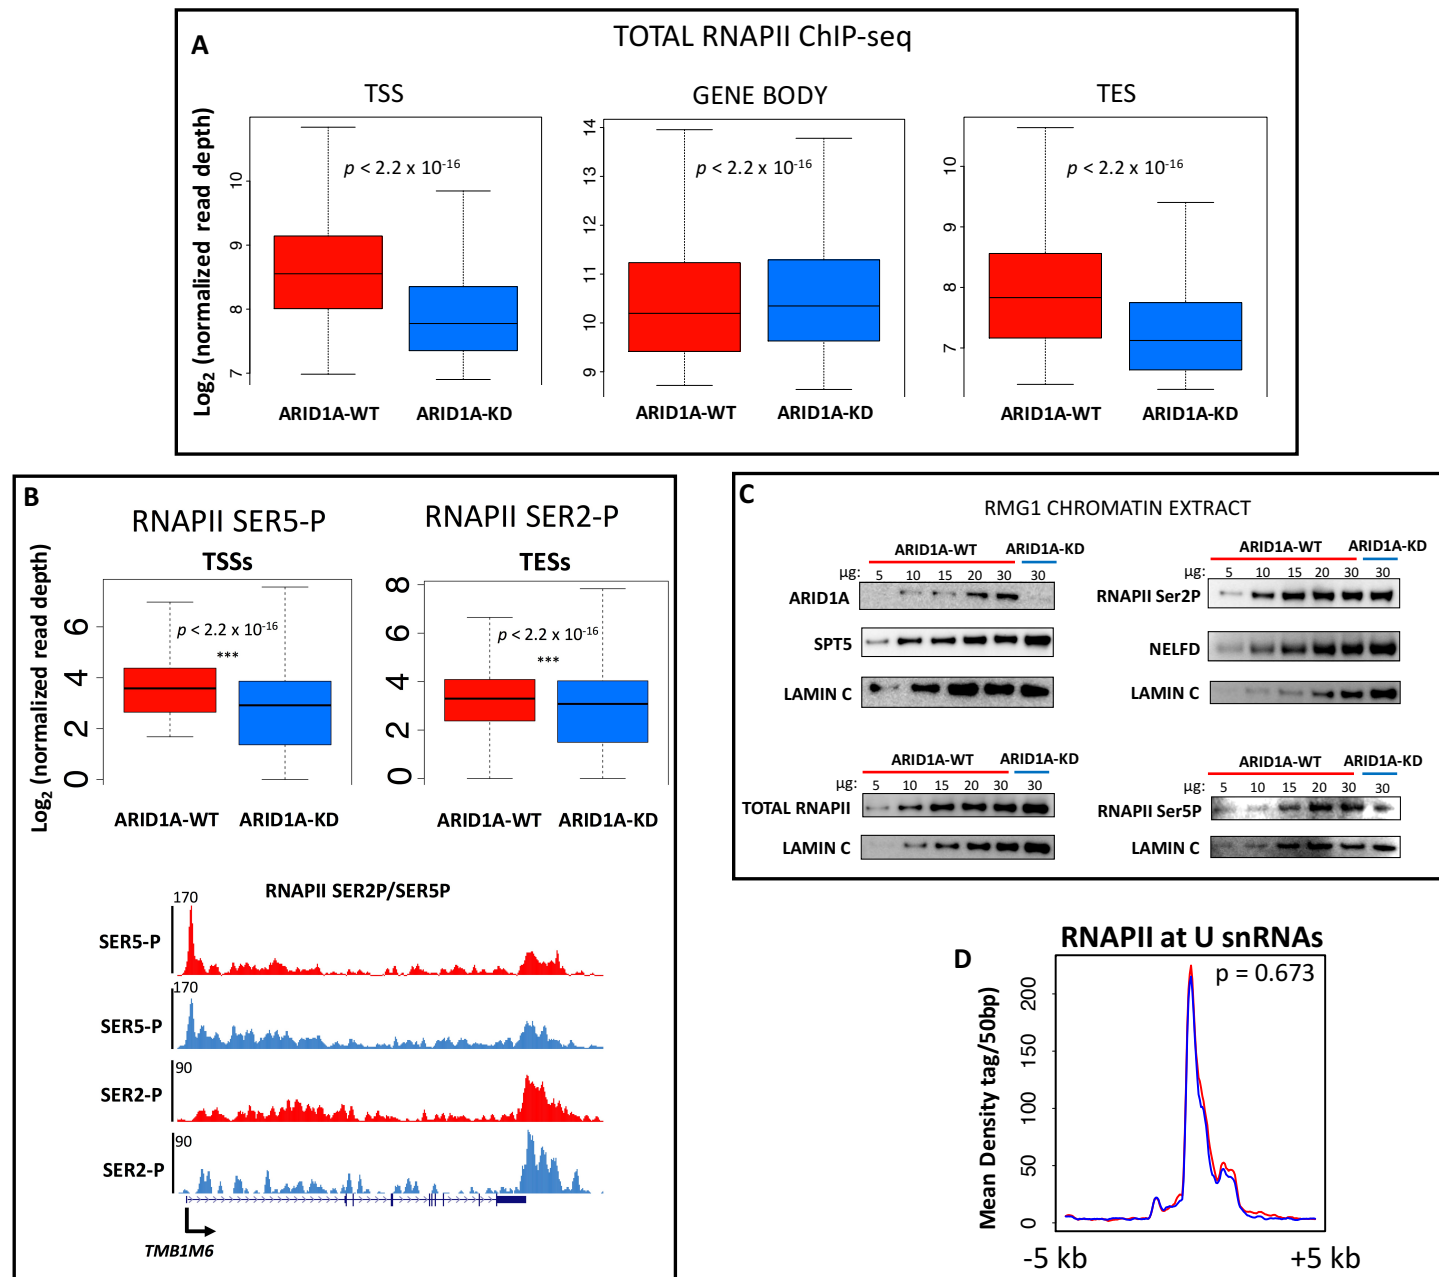 A
TOTAL RNAPII ChIP-seq
TSS
GENE BODY
TES
Log2 (normalized read depth)
10
9
8
7
p < 2.2 x 10-16
ARID1A-WT ARID1A-KD
14
13
12
11
10
9
p < 2.2 x 10-16
ARID1A-WT ARID1A-KD
10
9
8
7
p < 2.2 x 10-16
ARID1A-WT ARID1A-KD
B
RNAPII SER5-P
TSSs
RNAPII SER2-P
TESs
Log2 (normalized read depth)
6
4
2
0
p < 2.2 x 10-16
***
ARID1A-WT ARID1A-KD
8
6
4
2
0
p < 2.2 x 10-16
***
ARID1A-WT ARID1A-KD
RNAPII SER2P/SER5P
170
SER5-P
170
SER5-P
90
SER2-P
90
SER2-P
TMB1M6
C
RMG1 CHROMATIN EXTRACT
ARID1A-WT ARID1A-KD
µg: 5 10 15 20 30 30
ARID1A
SPT5
LAMIN C
ARID1A-WT ARID1A-KD
µg: 5 10 15 20 30 30
RNAPII Ser2P
NELFD
LAMIN C
ARID1A-WT ARID1A-KD
µg: 5 10 15 20 30 30
TOTAL RNAPII
LAMIN C
ARID1A-WT ARID1A-KD
µg: 5 10 15 20 30 30
RNAPII Ser5P
LAMIN C
D
RNAPII at U snRNAs
p = 0.673
Mean Density tag/50bp)
200
150
100
50
0
-5 kb +5 kb